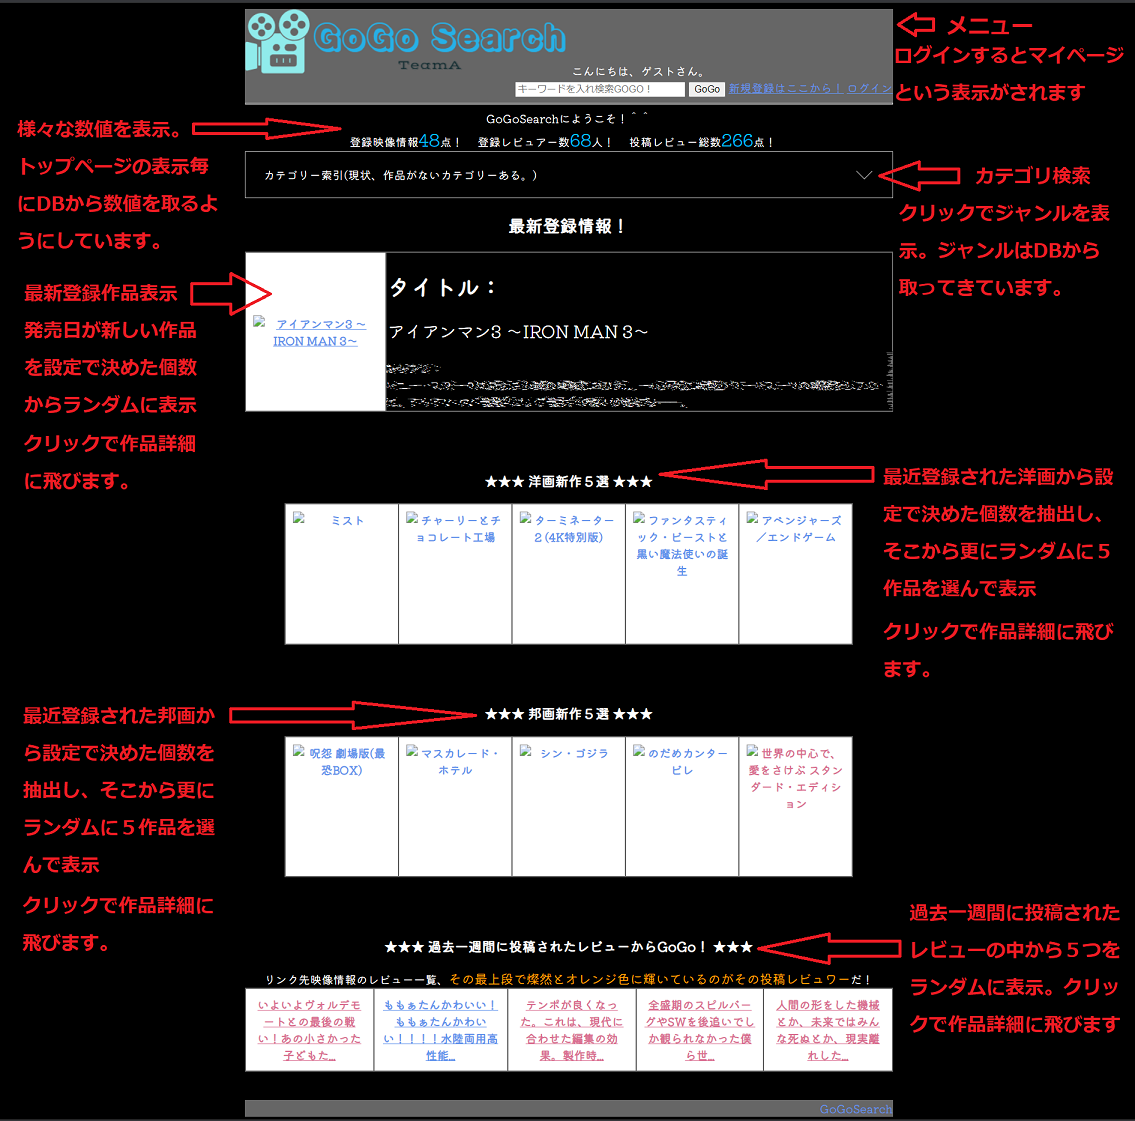 GoGo Search
TeamA
こんにちは、ゲストさん。
キーワードを入れ検索GOGO！ GoGo 新規登録はここから！ ログイン
メニュー
ログインするとマイページ
という表示がされます
GoGoSearchにようこそ！＾＾
登録映像情報48点！ 登録レビュアー数68人！ 投稿レビュー総数266点！
様々な数値を表示。
トップページの表示毎
にDBから数値を取るよ
うにしています。
カテゴリー索引(現状、作品がないカテゴリーある。)
カテゴリ検索
クリックでジャンルを表
示。ジャンルはDBから
取ってきています。
最新登録情報！
最新登録作品表示
発売日が新しい作品
を設定で決めた個数
からランダムに表示
クリックで作品詳細
に飛びます。
アイアンマン3 ～
IRON MAN 3～
タイトル：
アイアンマン3 ～IRON MAN 3～
★★★ 洋画新作５選 ★★★
最近登録された洋画から設
定で決めた個数を抽出し、
そこから更にランダムに５
作品を選んで表示
クリックで作品詳細に飛び
ます。
ミスト
チャーリーとチ
ョコレート工場
ターミネーター
2 (4K特別版)
ファンタスティ
ック・ビーストと
黒い魔法使いの誕
生
アベンジャーズ
／エンドゲーム
★★★ 邦画新作５選 ★★★
最近登録された邦画か
ら設定で決めた個数を
抽出し、そこから更に
ランダムに５作品を選
んで表示
クリックで作品詳細に
飛びます。
呪怨 劇場版(最
恐BOX)
マスカレード・
ホテル
シン・ゴジラ
のだめカンター
ビレ
世界の中心で、
愛をさけぶ スタン
ダード・エディシ
ョン
★★★ 過去一週間に投稿されたレビューからGoGo！ ★★★
過去一週間に投稿された
レビューの中から５つを
ランダムに表示。クリッ
クで作品詳細に飛びます
リンク先映像情報のレビュー一覧、その最上段で燦然とオレンジ色に輝いているのがその投稿レビュワーだ！
いよいよヴォルデモ
ートとの最後の戦
い！あの小さかった
子どもた...
ももぁたんかわいい！
ももぁたんかわい
い！！！！水陸両用高
性能...
テンポが良くなっ
た。これは、現代に
合わせた編集の効
果。製作時...
全盛期のスピルバー
グやSWを後追いでし
か観られなかった僕
ら世...
人間の形をした機械
とか、未来ではみん
な死ぬとか、現実離
れした...
GoGoSearch